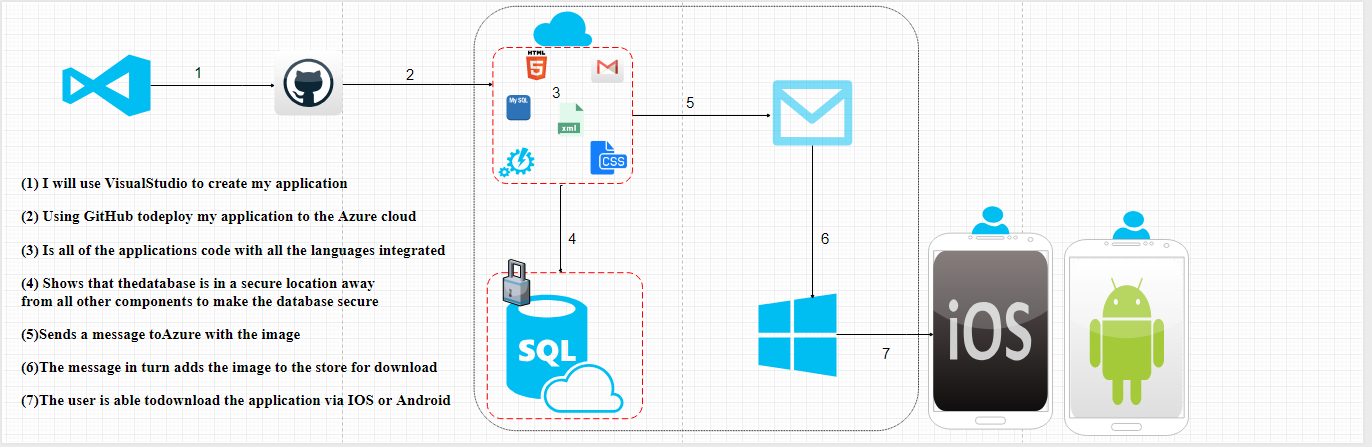 1
2
HTML
5
3
My SQL
xml
CSS
5
(1) I will use VisualStudio to create my application
(2) Using GitHub todeploy my application to the Azure cloud
(3) Is all of the applications code with all the languages integrated
(4) Shows that thedatabase is in a secure location away
from all other components to make the database secure
(5)Sends a message toAzure with the image
(6)The message in turn adds the image to the store for download
(7)The user is able todownload the application via IOS or Android
4
SQL
6
7
iOS